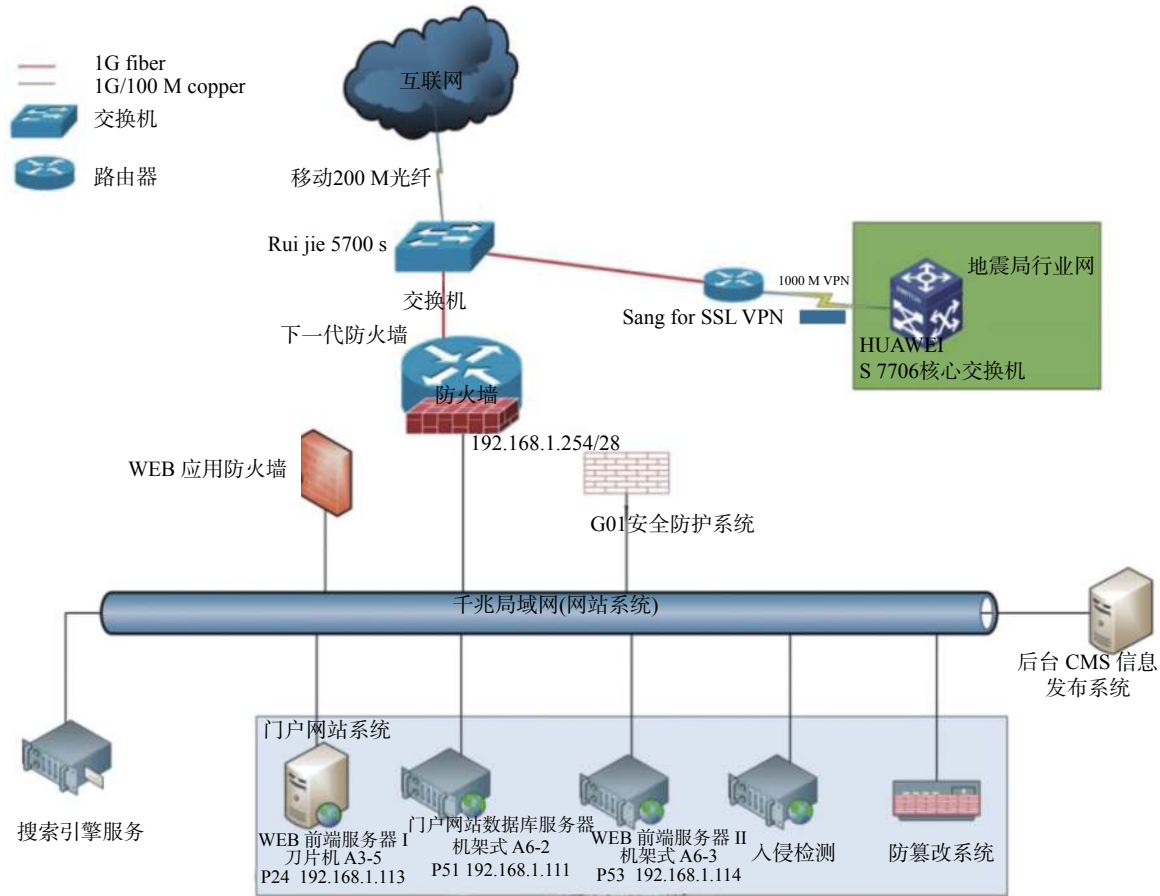 1G fiber
1G/100 M copper
交换机
路由器
互联网
移动200 M光纤
Rui jie 5700 s
交换机
下一代防火墙
防火墙
192.168.1.254/28
Sang for SSL VPN
1000 M VPN
地震局行业网
HUAWEI
S 7706核心交换机
WEB 应用防火墙
G01安全防护系统
千兆局域网(网站系统)
后台 CMS 信息
发布系统
搜索引擎服务
门户网站系统
WEB 前端服务器 I
刀片机 A3-5
P24 192.168.1.113
门户网站数据库服务器
机架式 A6-2
P51 192.168.1.111
WEB 前端服务器 II
机架式 A6-3
P53 192.168.1.114
入侵检测
防篡改系统